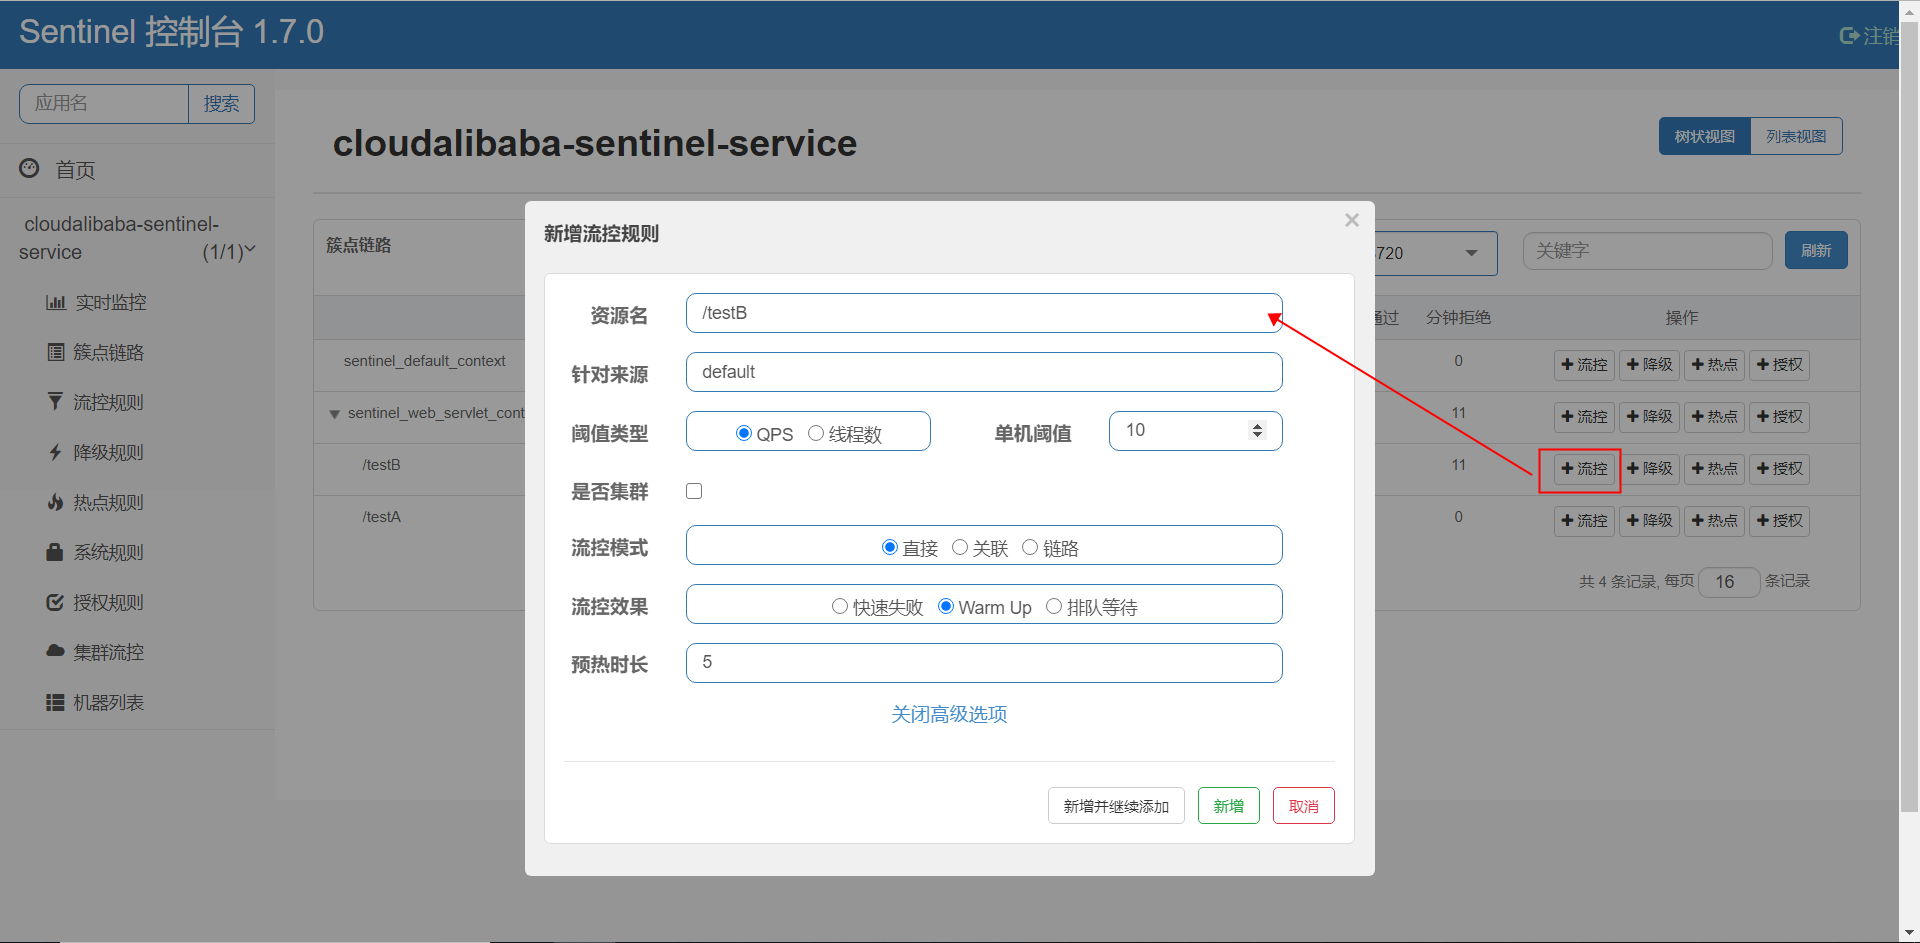 Sentinel 控制台 1.7.0
注销
应用名 搜索
首页
cloudalibaba-sentinel-
service (1/1)
实时监控
簇点链路
流控规则
降级规则
热点规则
系统规则
授权规则
集群流控
机器列表
cloudalibaba-sentinel-service
树状视图 列表视图
簇点链路
720 关键字 刷新
通过 分钟拒绝 操作
sentinel_default_context 0 流控 降级 热点 授权
sentinel_web_servlet_cont 11 流控 降级 热点 授权
/testB 11 流控 降级 热点 授权
/testA 0 流控 降级 热点 授权
共 4 条记录, 每页 16 条记录
新增流控规则 ×
资源名 /testB
针对来源 default
阈值类型 QPS 线程数 单机阈值 10
是否集群
流控模式 直接 关联 链路
流控效果 快速失败 Warm Up 排队等待
预热时长 5
关闭高级选项
新增并继续添加 新增 取消